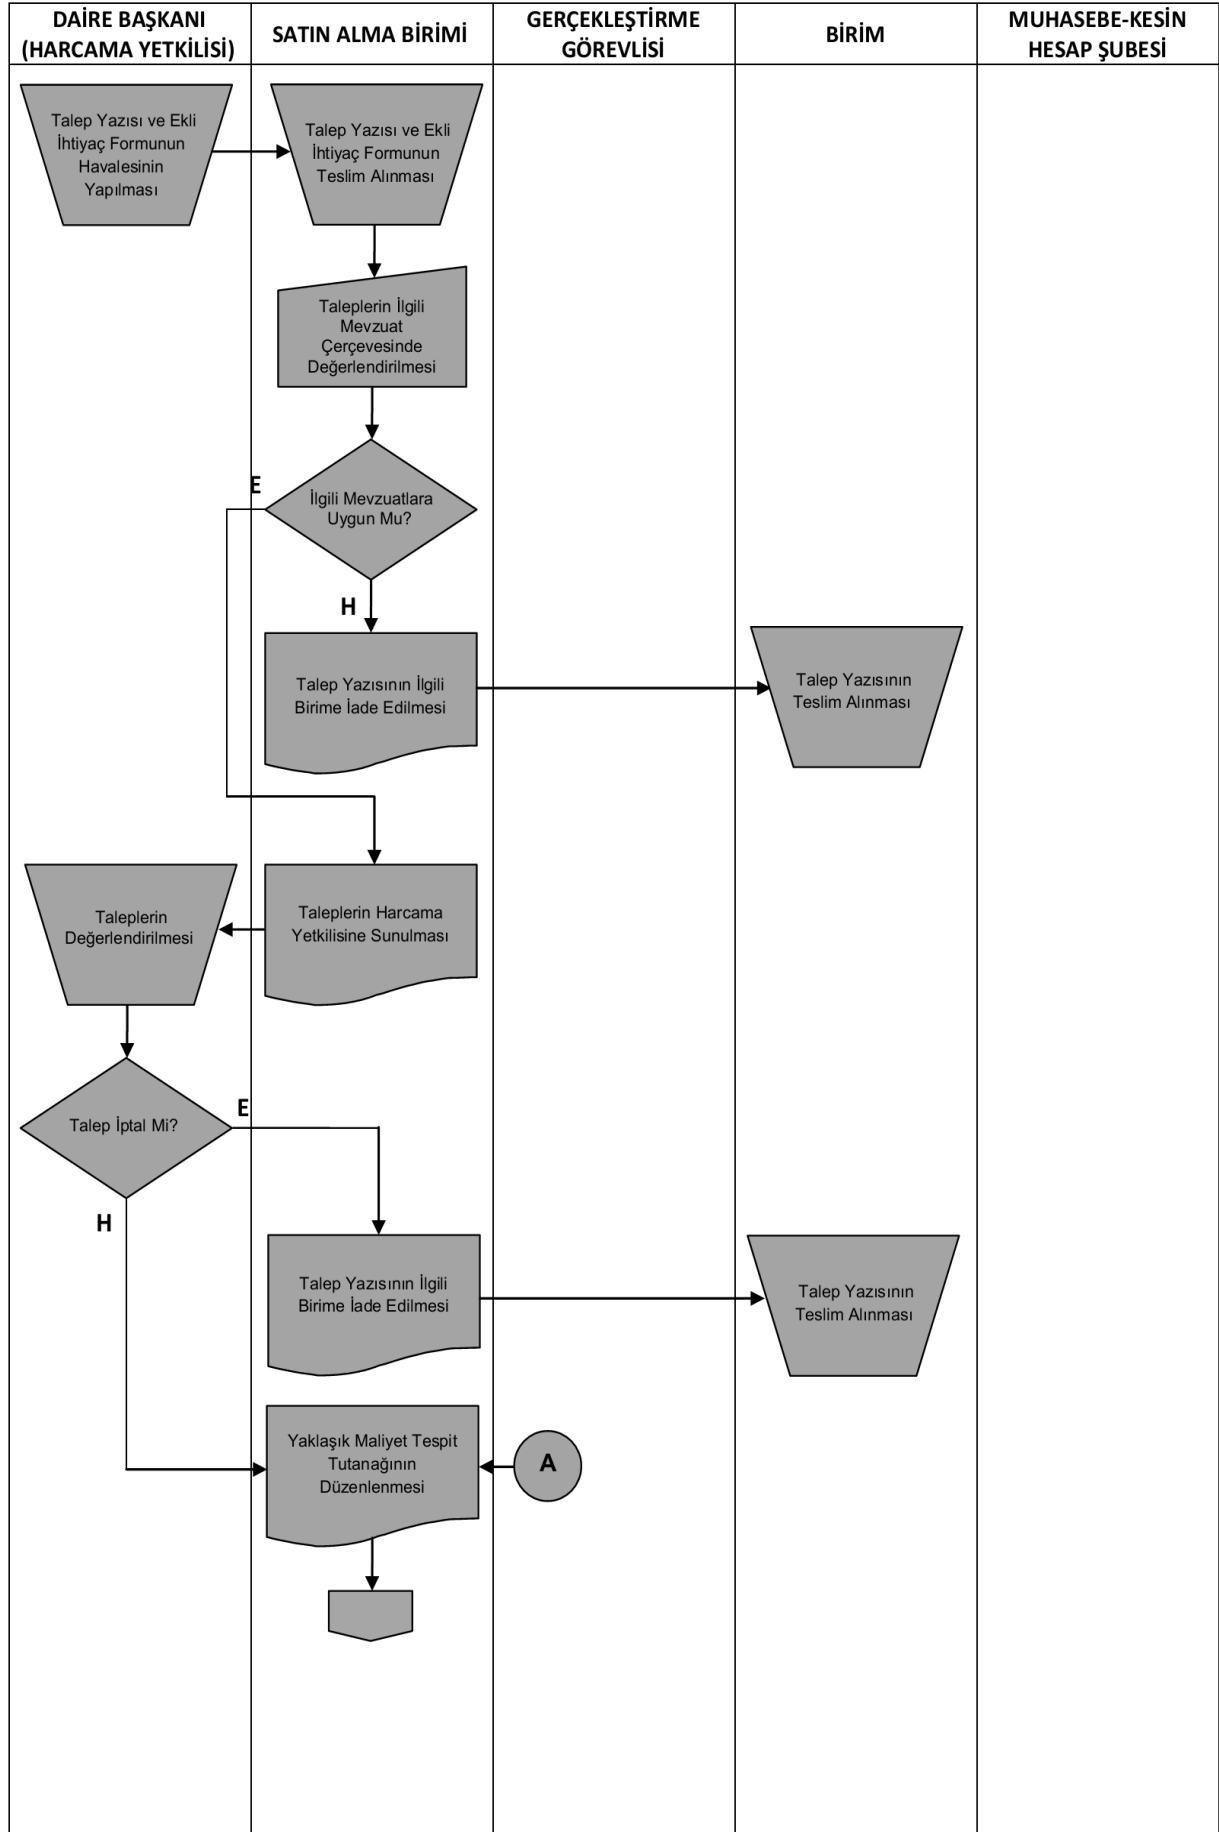 DAİRE BAŞKANI
(HARCAMA YETKİLİSİ)
SATIN ALMA BİRİMİ
GERÇEKLEŞTİRME
GÖREVLİSİ
BİRİM
MUHASEBE-KESİN
HESAP ŞUBESİ
Talep Yazısı ve Ekli
İhtiyaç Formunun
Havalesinin
Yapılması
Talep Yazısı ve Ekli
İhtiyaç Formunun
Teslim Alınması
Taleplerin İlgili
Mevzuat
Çerçevesinde
Değerlendirilmesi
E
İlgili Mevzuatlara
Uygun Mu?
H
Talep Yazısının İlgili
Birime İade Edilmesi
Talep Yazısının
Teslim Alınması
Taleplerin Harcama
Yetkilisine Sunulması
Taleplerin
Değerlendirilmesi
Talep İptal Mi?
E
H
Talep Yazısının İlgili
Birime İade Edilmesi
Talep Yazısının
Teslim Alınması
Yaklaşık Maliyet Tespit
Tutanağının
Düzenlenmesi
A